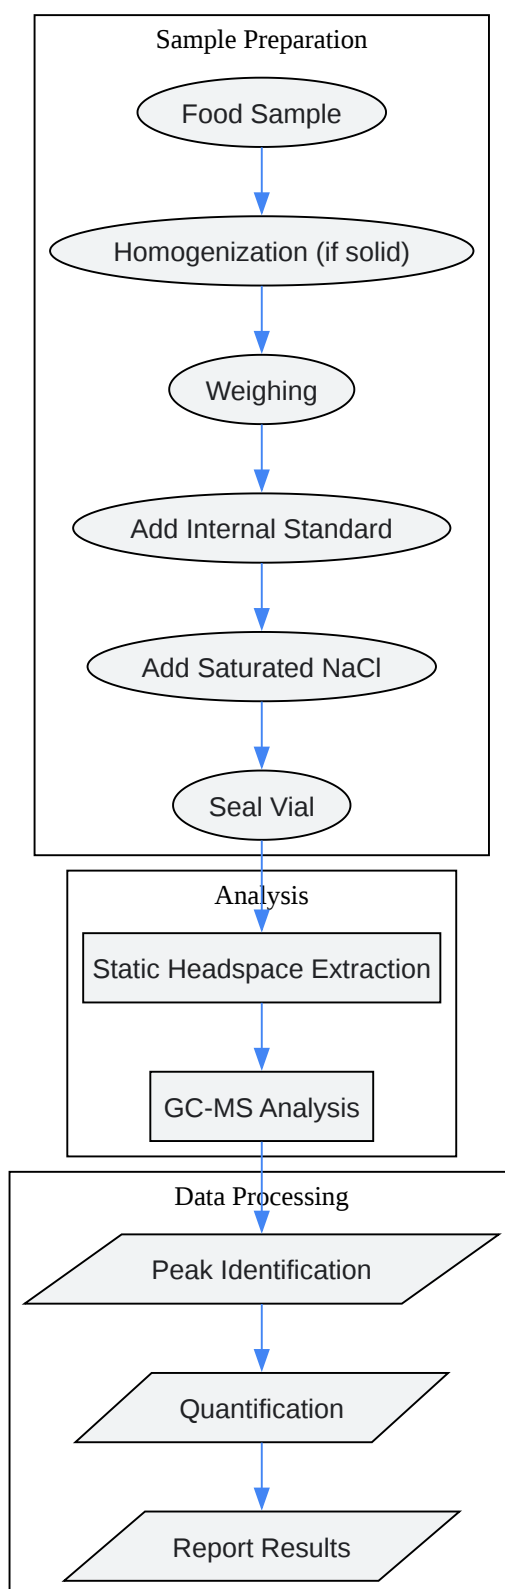 Sample Preparation
Food Sample
Homogenization (if solid)
Weighing
Add Internal Standard
Add Saturated NaCl
Seal Vial
Analysis
Static Headspace Extraction
GC-MS Analysis
Data Processing
Peak Identification
Quantification
Report Results